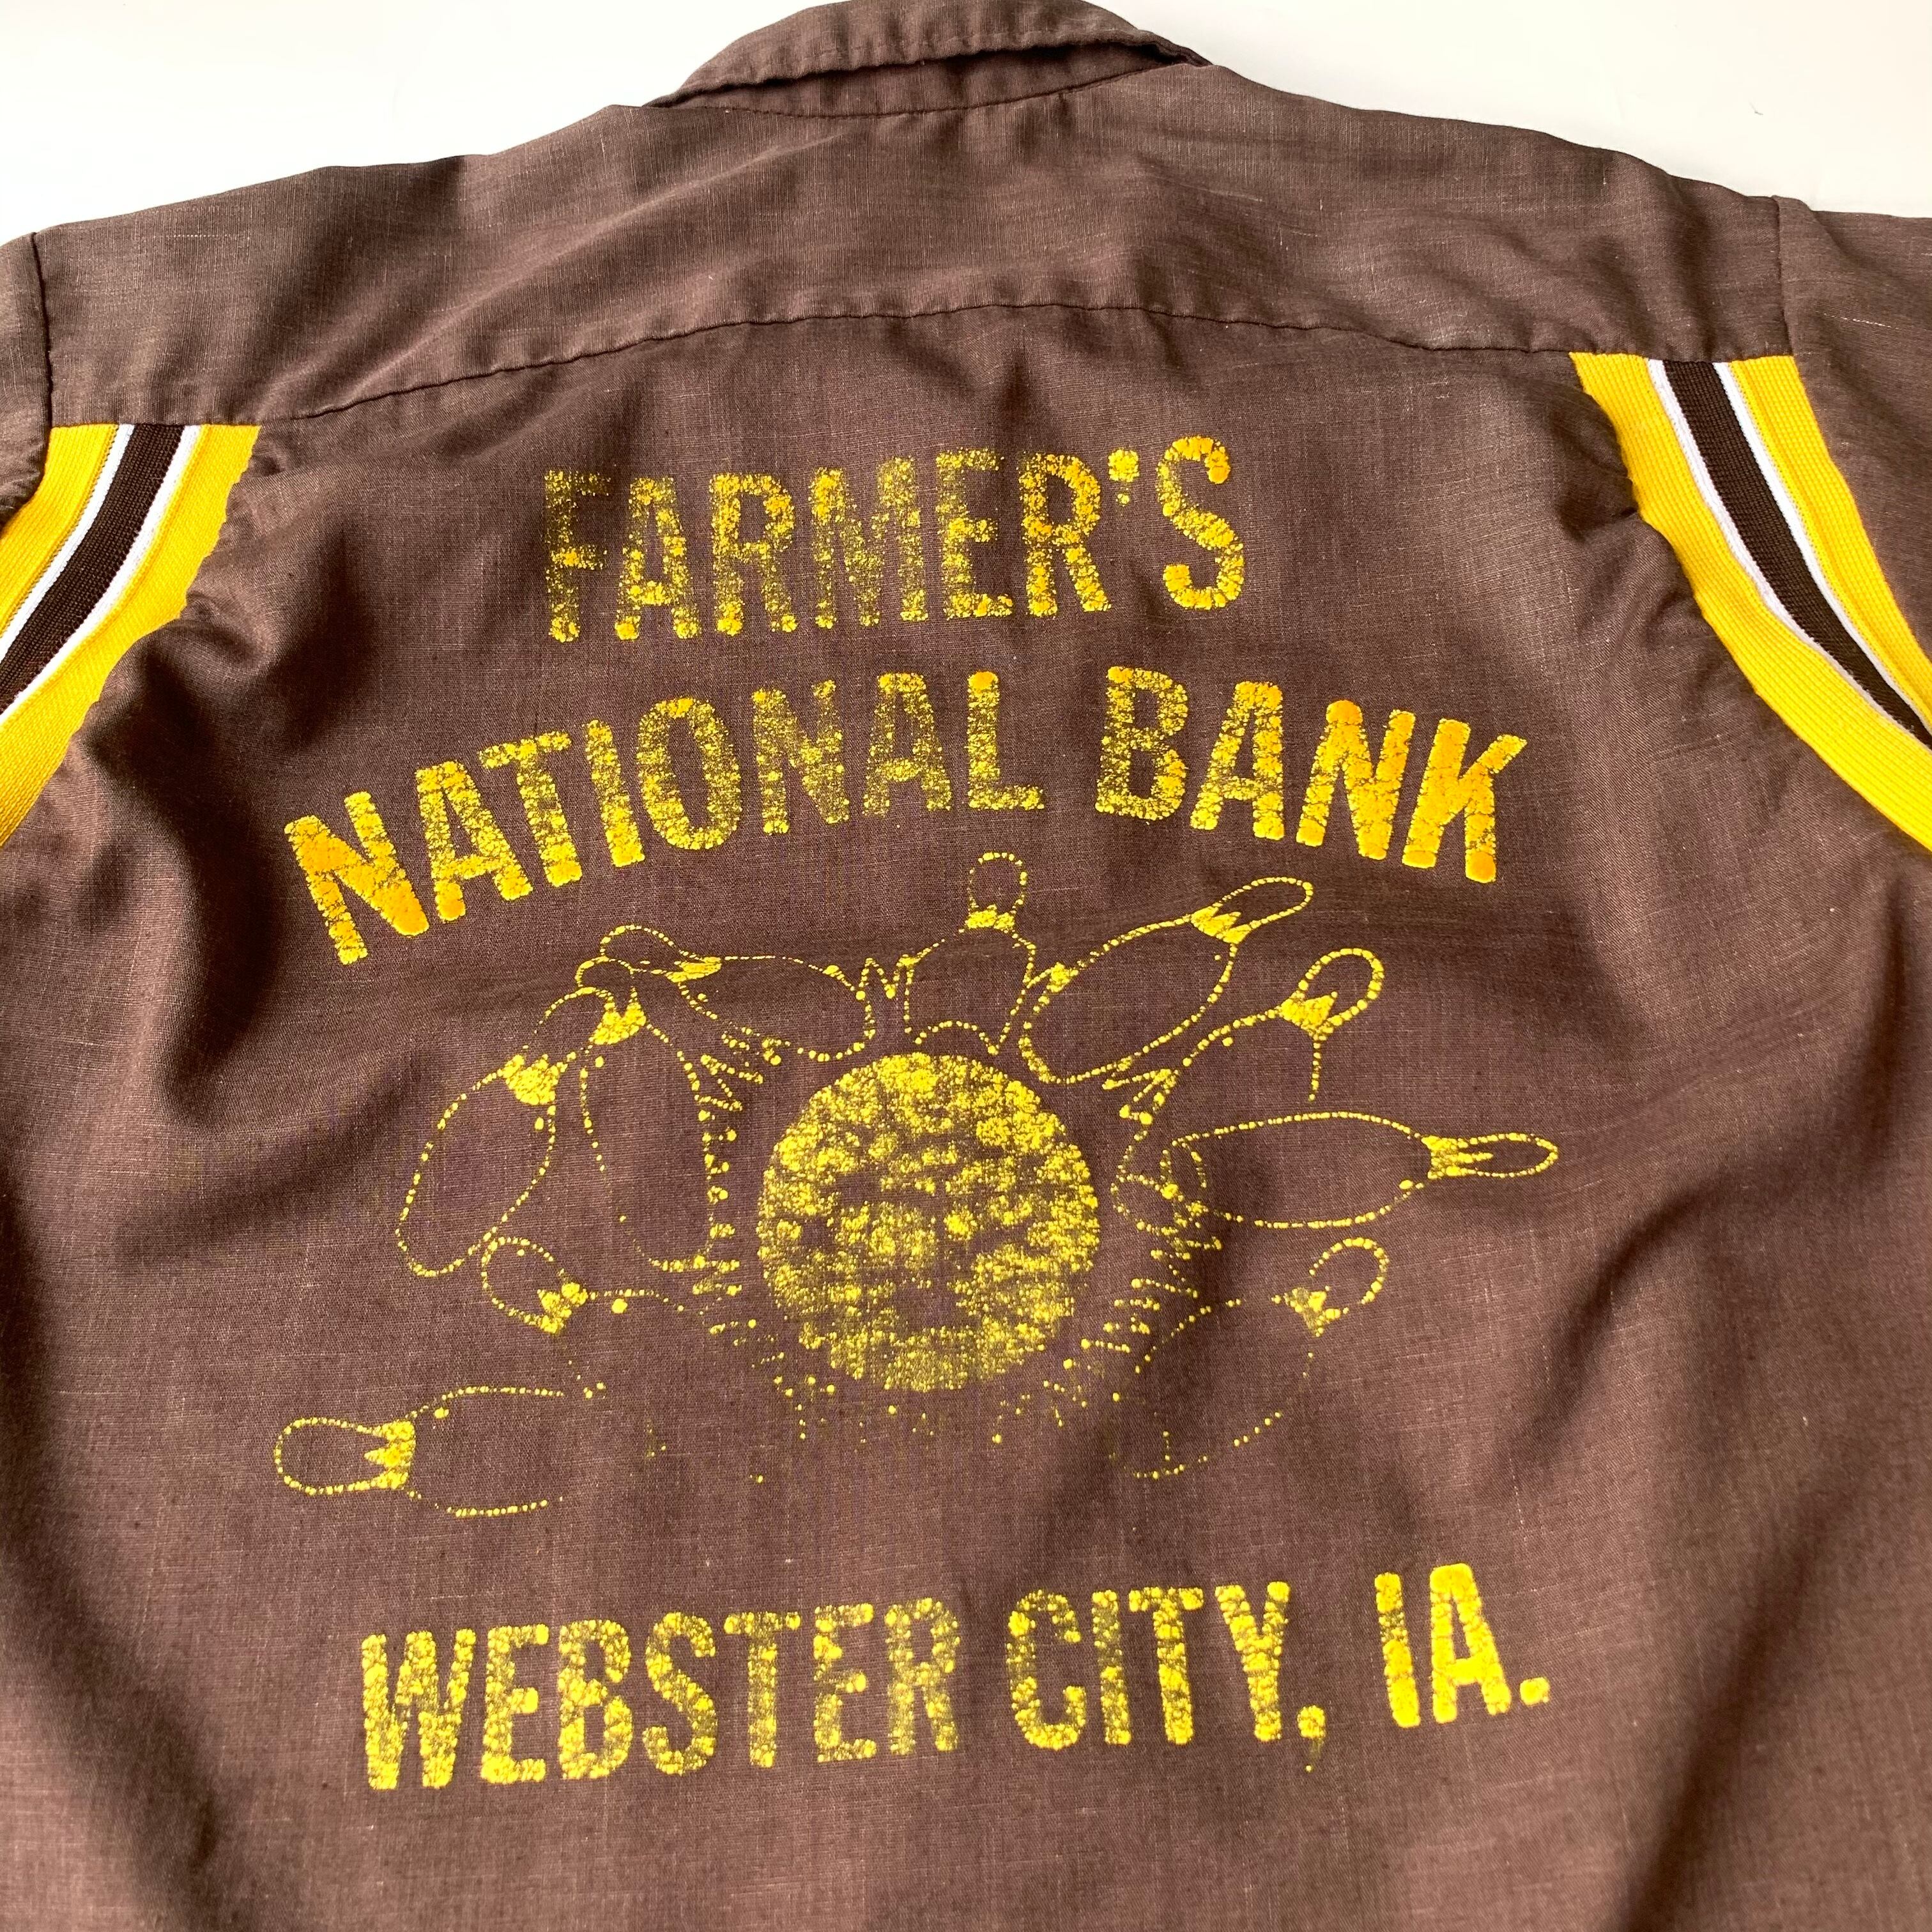 FARMER'S
NATIONAL BANK
WEBSTER CITY, IA.